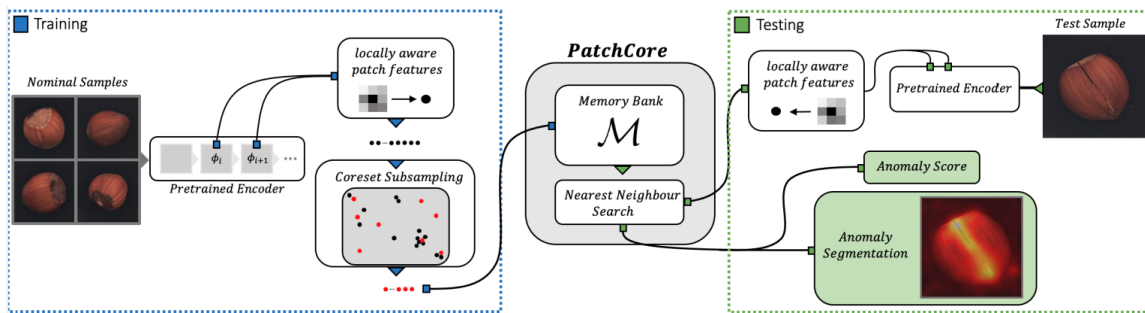 Training
Nominal Samples
ϕi
ϕi+1
Pretrained Encoder
locally aware
patch features
Coreset Subsampling
PatchCore
Memory Bank
M
Nearest Neighbour
Search
Testing
locally aware
patch features
Pretrained Encoder
Test Sample
Anomaly Score
Anomaly
Segmentation